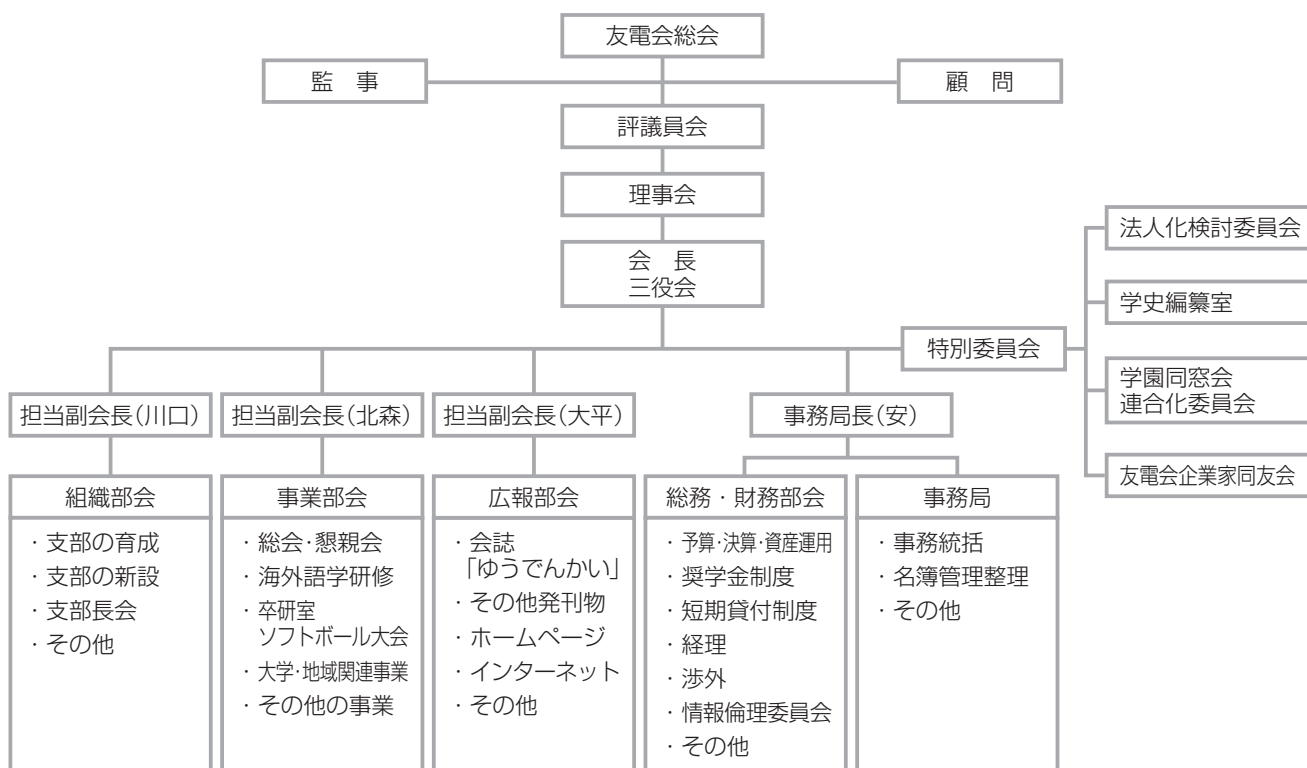 友電会総会
監　事
顧　問
評議員会
理事会
会　長
三役会
特別委員会
法人化検討委員会
学史編纂室
学園同窓会
連合化委員会
友電会企業家同友会
担当副会長（川口）
担当副会長（北森）
担当副会長（大平）
事務局長（安）
組織部会
・支部の育成
・支部の新設
・支部長会
・その他
事業部会
・総会・懇親会
・海外語学研修
・卒研室
ソフトボール大会
・大学・地域関連事業
・その他の事業
広報部会
・会誌
「ゆうでんかい」
・その他発刊物
・ホームページ
・インターネット
・その他
総務・財務部会
・予算・決算・資産運用
・奨学金制度
・短期貸付制度
・経理
・渉外
・情報倫理委員会
・その他
事務局
・事務統括
・名簿管理整理
・その他